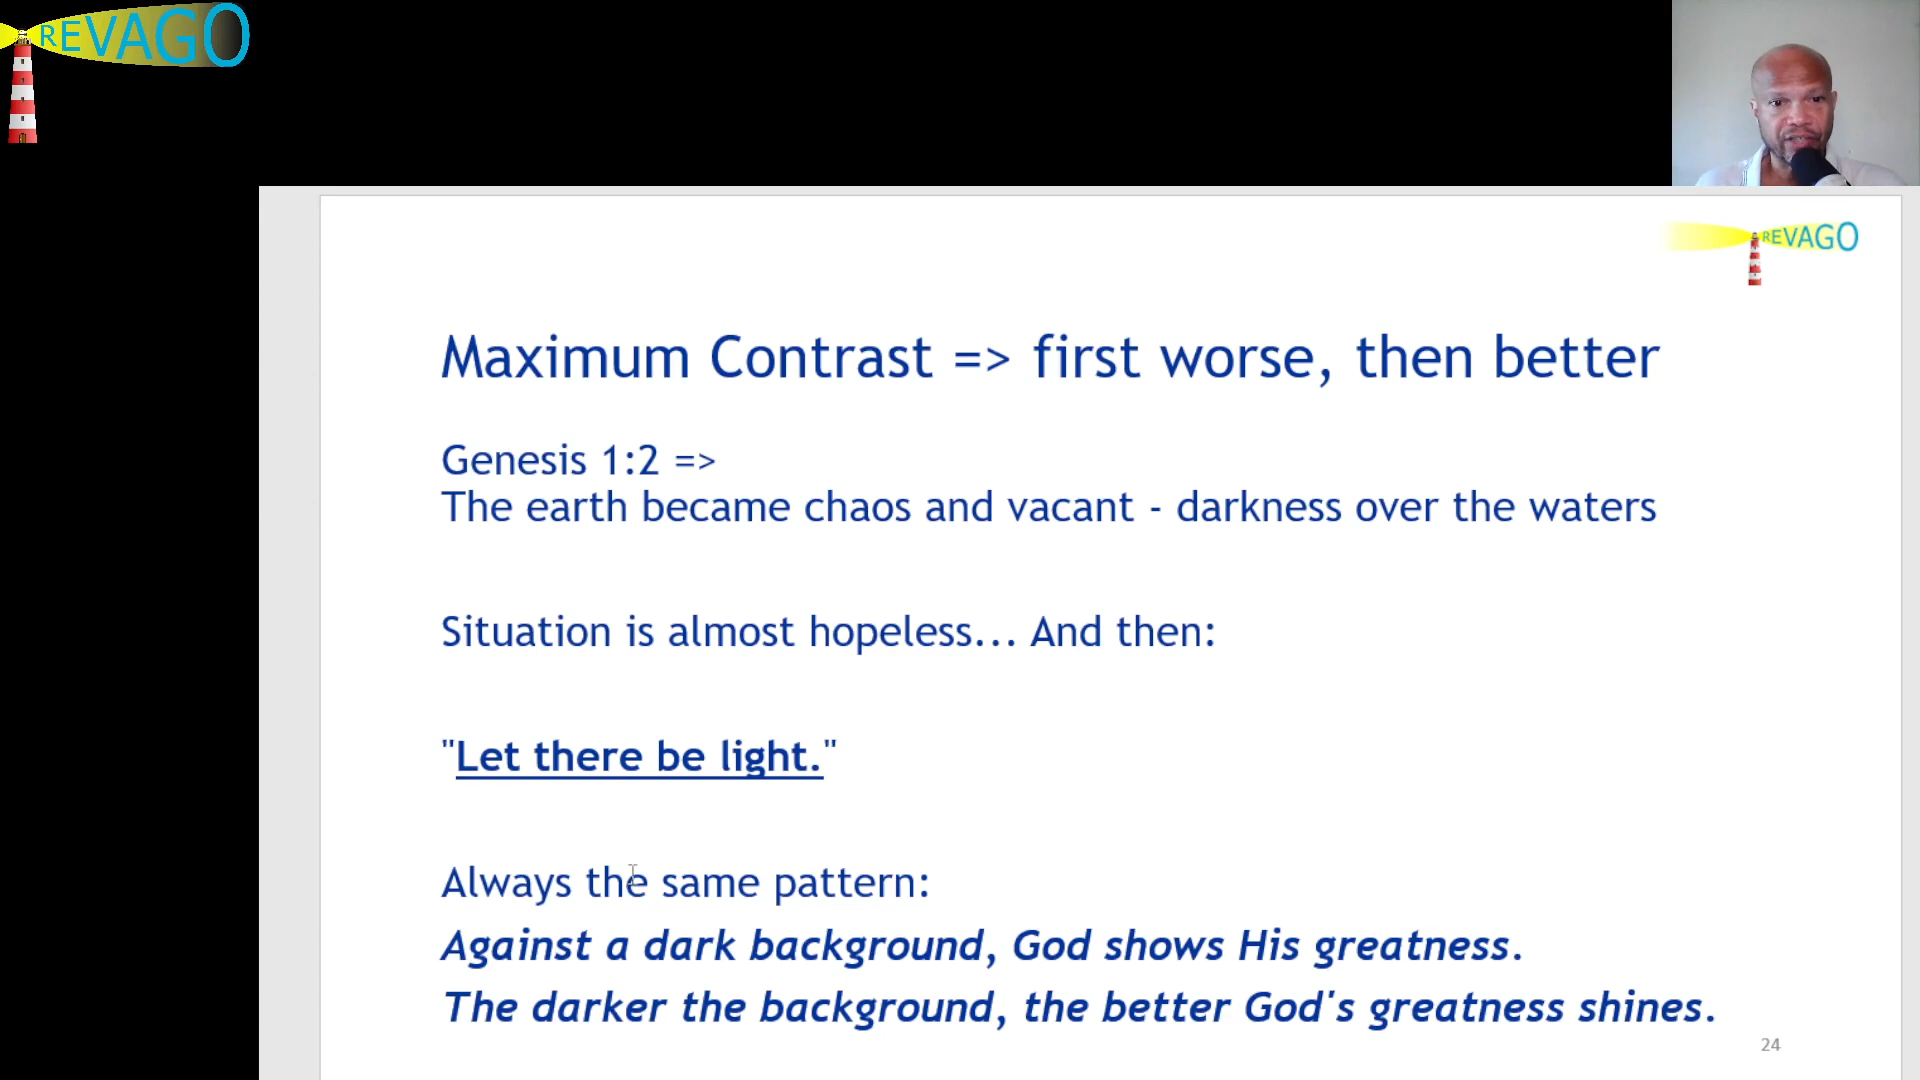 REVAGO
REVAGO
Maximum Contrast => first worse, then better
Genesis 1:2 =>
The earth became chaos and vacant - darkness over the waters
Situation is almost hopeless... And then:
"Let there be light."
Always the same pattern:
Against a dark background, God shows His greatness.
The darker the background, the better God's greatness shines.
24